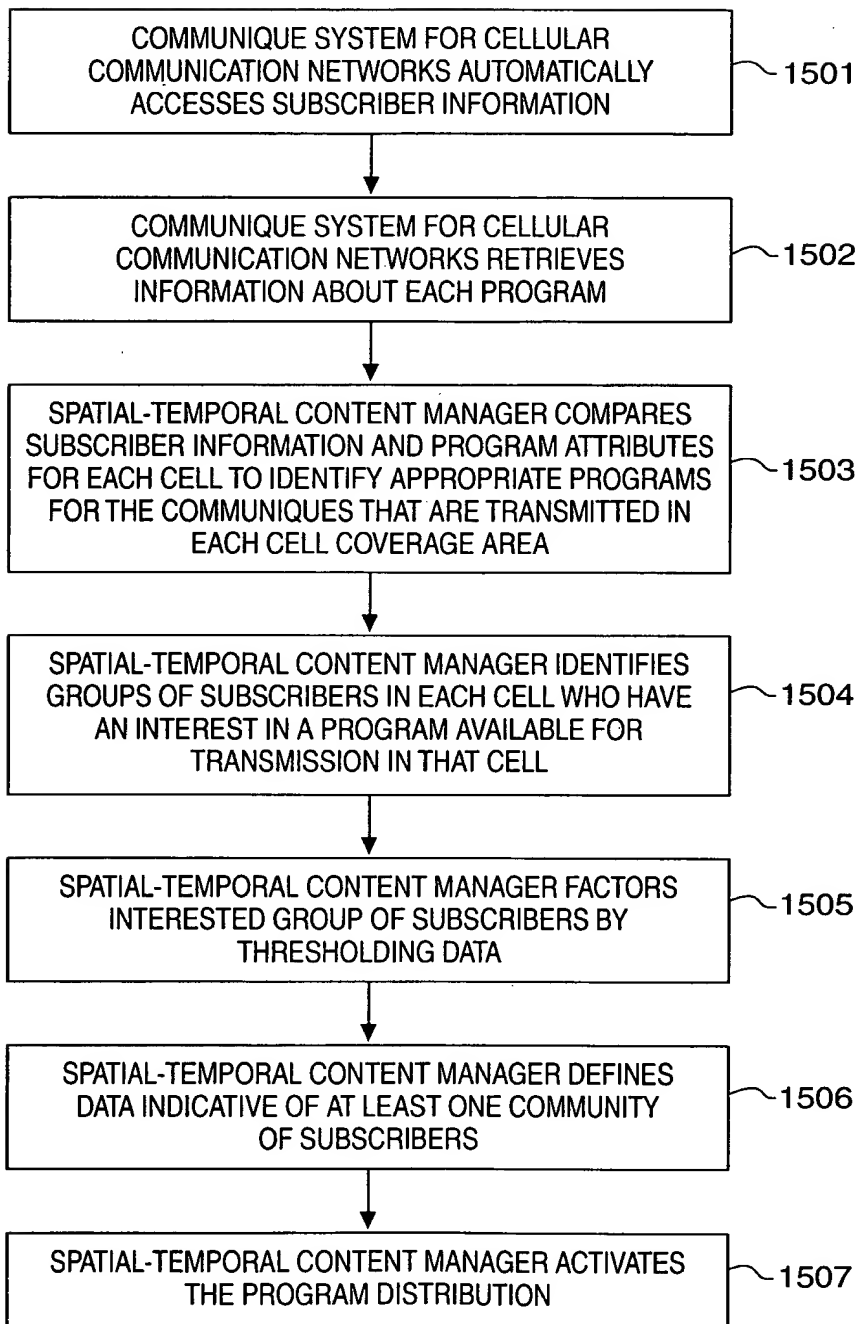 COMMUNIQUE SYSTEM FOR CELLULAR
COMMUNICATION NETWORKS AUTOMATICALLY
ACCESSES SUBSCRIBER INFORMATION
1501
COMMUNIQUE SYSTEM FOR CELLULAR
COMMUNICATION NETWORKS RETRIEVES
INFORMATION ABOUT EACH PROGRAM
1502
SPATIAL-TEMPORAL CONTENT MANAGER COMPARES
SUBSCRIBER INFORMATION AND PROGRAM ATTRIBUTES
FOR EACH CELL TO IDENTIFY APPROPRIATE PROGRAMS
FOR THE COMMUNIQUES THAT ARE TRANSMITTED IN
EACH CELL COVERAGE AREA
1503
SPATIAL-TEMPORAL CONTENT MANAGER IDENTIFIES
GROUPS OF SUBSCRIBERS IN EACH CELL WHO HAVE
AN INTEREST IN A PROGRAM AVAILABLE FOR
TRANSMISSION IN THAT CELL
1504
SPATIAL-TEMPORAL CONTENT MANAGER FACTORS
INTERESTED GROUP OF SUBSCRIBERS BY
THRESHOLDING DATA
1505
SPATIAL-TEMPORAL CONTENT MANAGER DEFINES
DATA INDICATIVE OF AT LEAST ONE COMMUNITY
OF SUBSCRIBERS
1506
SPATIAL-TEMPORAL CONTENT MANAGER ACTIVATES
THE PROGRAM DISTRIBUTION
1507